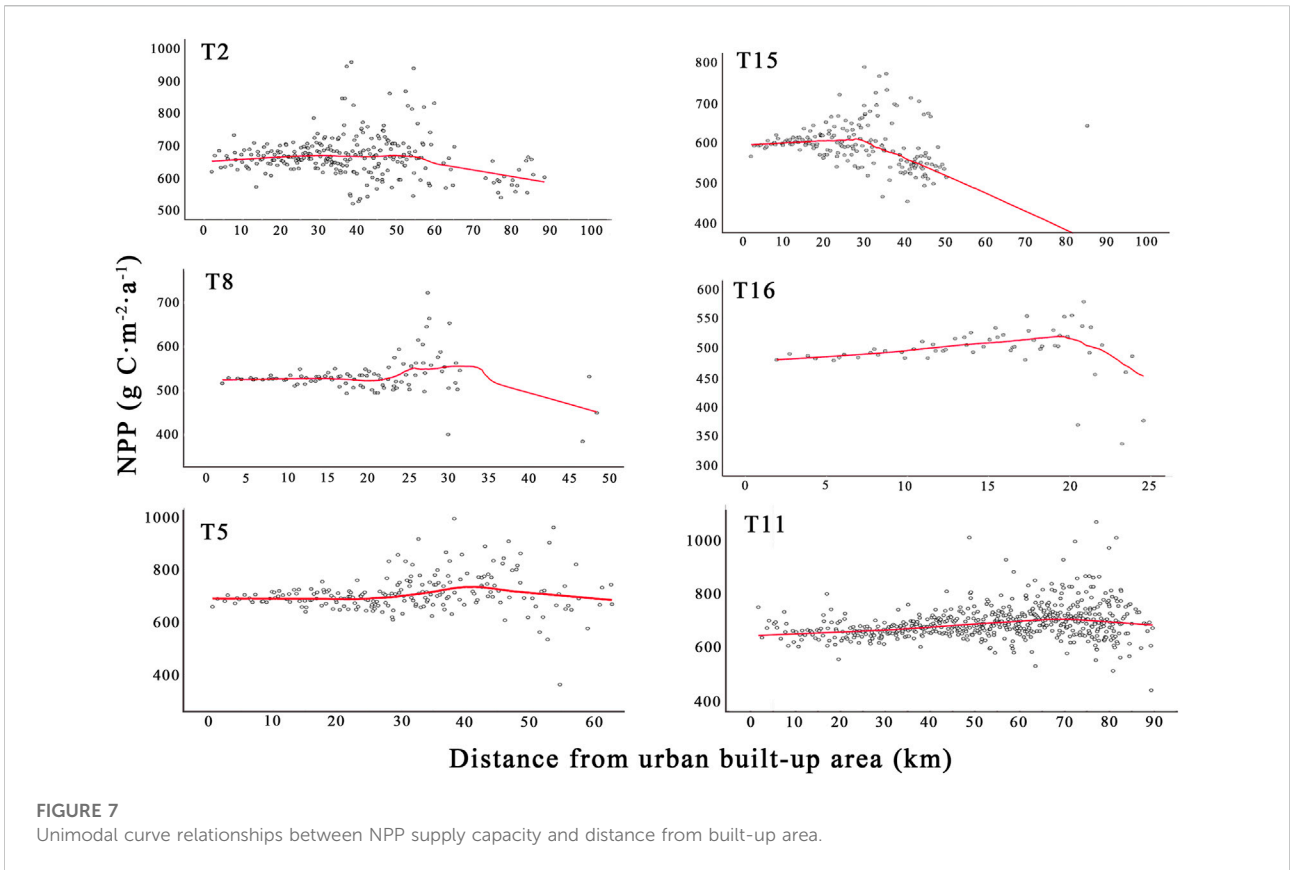 T2
1000
900
800
700
600
500
0 10 20 30 40 50 60 70 80 90 100
T15
800
700
600
500
400
0 10 20 30 40 50 60 70 80 90 100
T8
700
600
500
400
0 5 10 15 20 25 30 35 40 45 50
T16
600
550
500
450
400
350
300
0 5 10 15 20 25
T5
1000
800
600
400
0 10 20 30 40 50 60
T11
1000
800
600
400
0 10 20 30 40 50 60 70 80 90
NPP (g C·m⁻²·a⁻¹)
Distance from urban built-up area (km)
FIGURE 7
Unimodal curve relationships between NPP supply capacity and distance from built-up area.